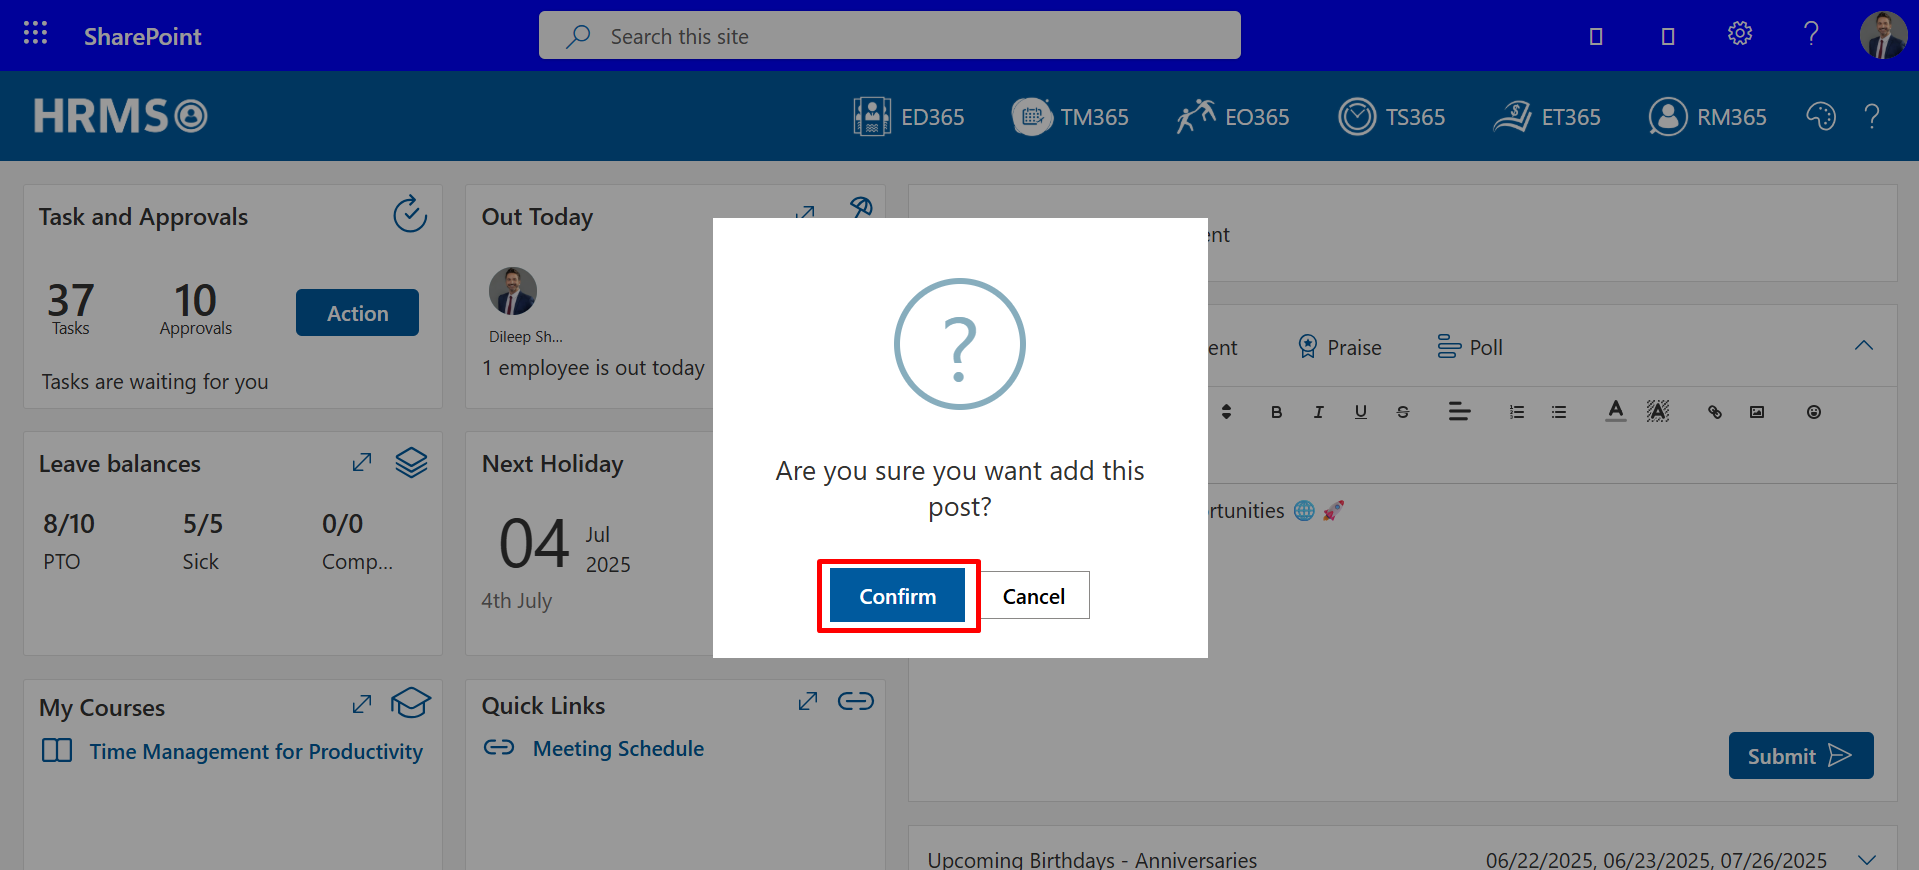 SharePoint
Search this site
HRMS
ED365
TM365
EO365
TS365
ET365
RM365
Task and Approvals
37
Tasks
10
Approvals
Action
Tasks are waiting for you
Out Today
Dileep Sh...
1 employee is out today
Leave balances
8/10
PTO
5/5
Sick
0/0
Comp...
Next Holiday
04
Jul
2025
4th July
My Courses
Time Management for Productivity
Quick Links
Meeting Schedule
Are you sure you want add this
post?
Confirm
Cancel
Praise
Poll
Submit
Upcoming Birthdays - Anniversaries
06/22/2025, 06/23/2025, 07/26/2025